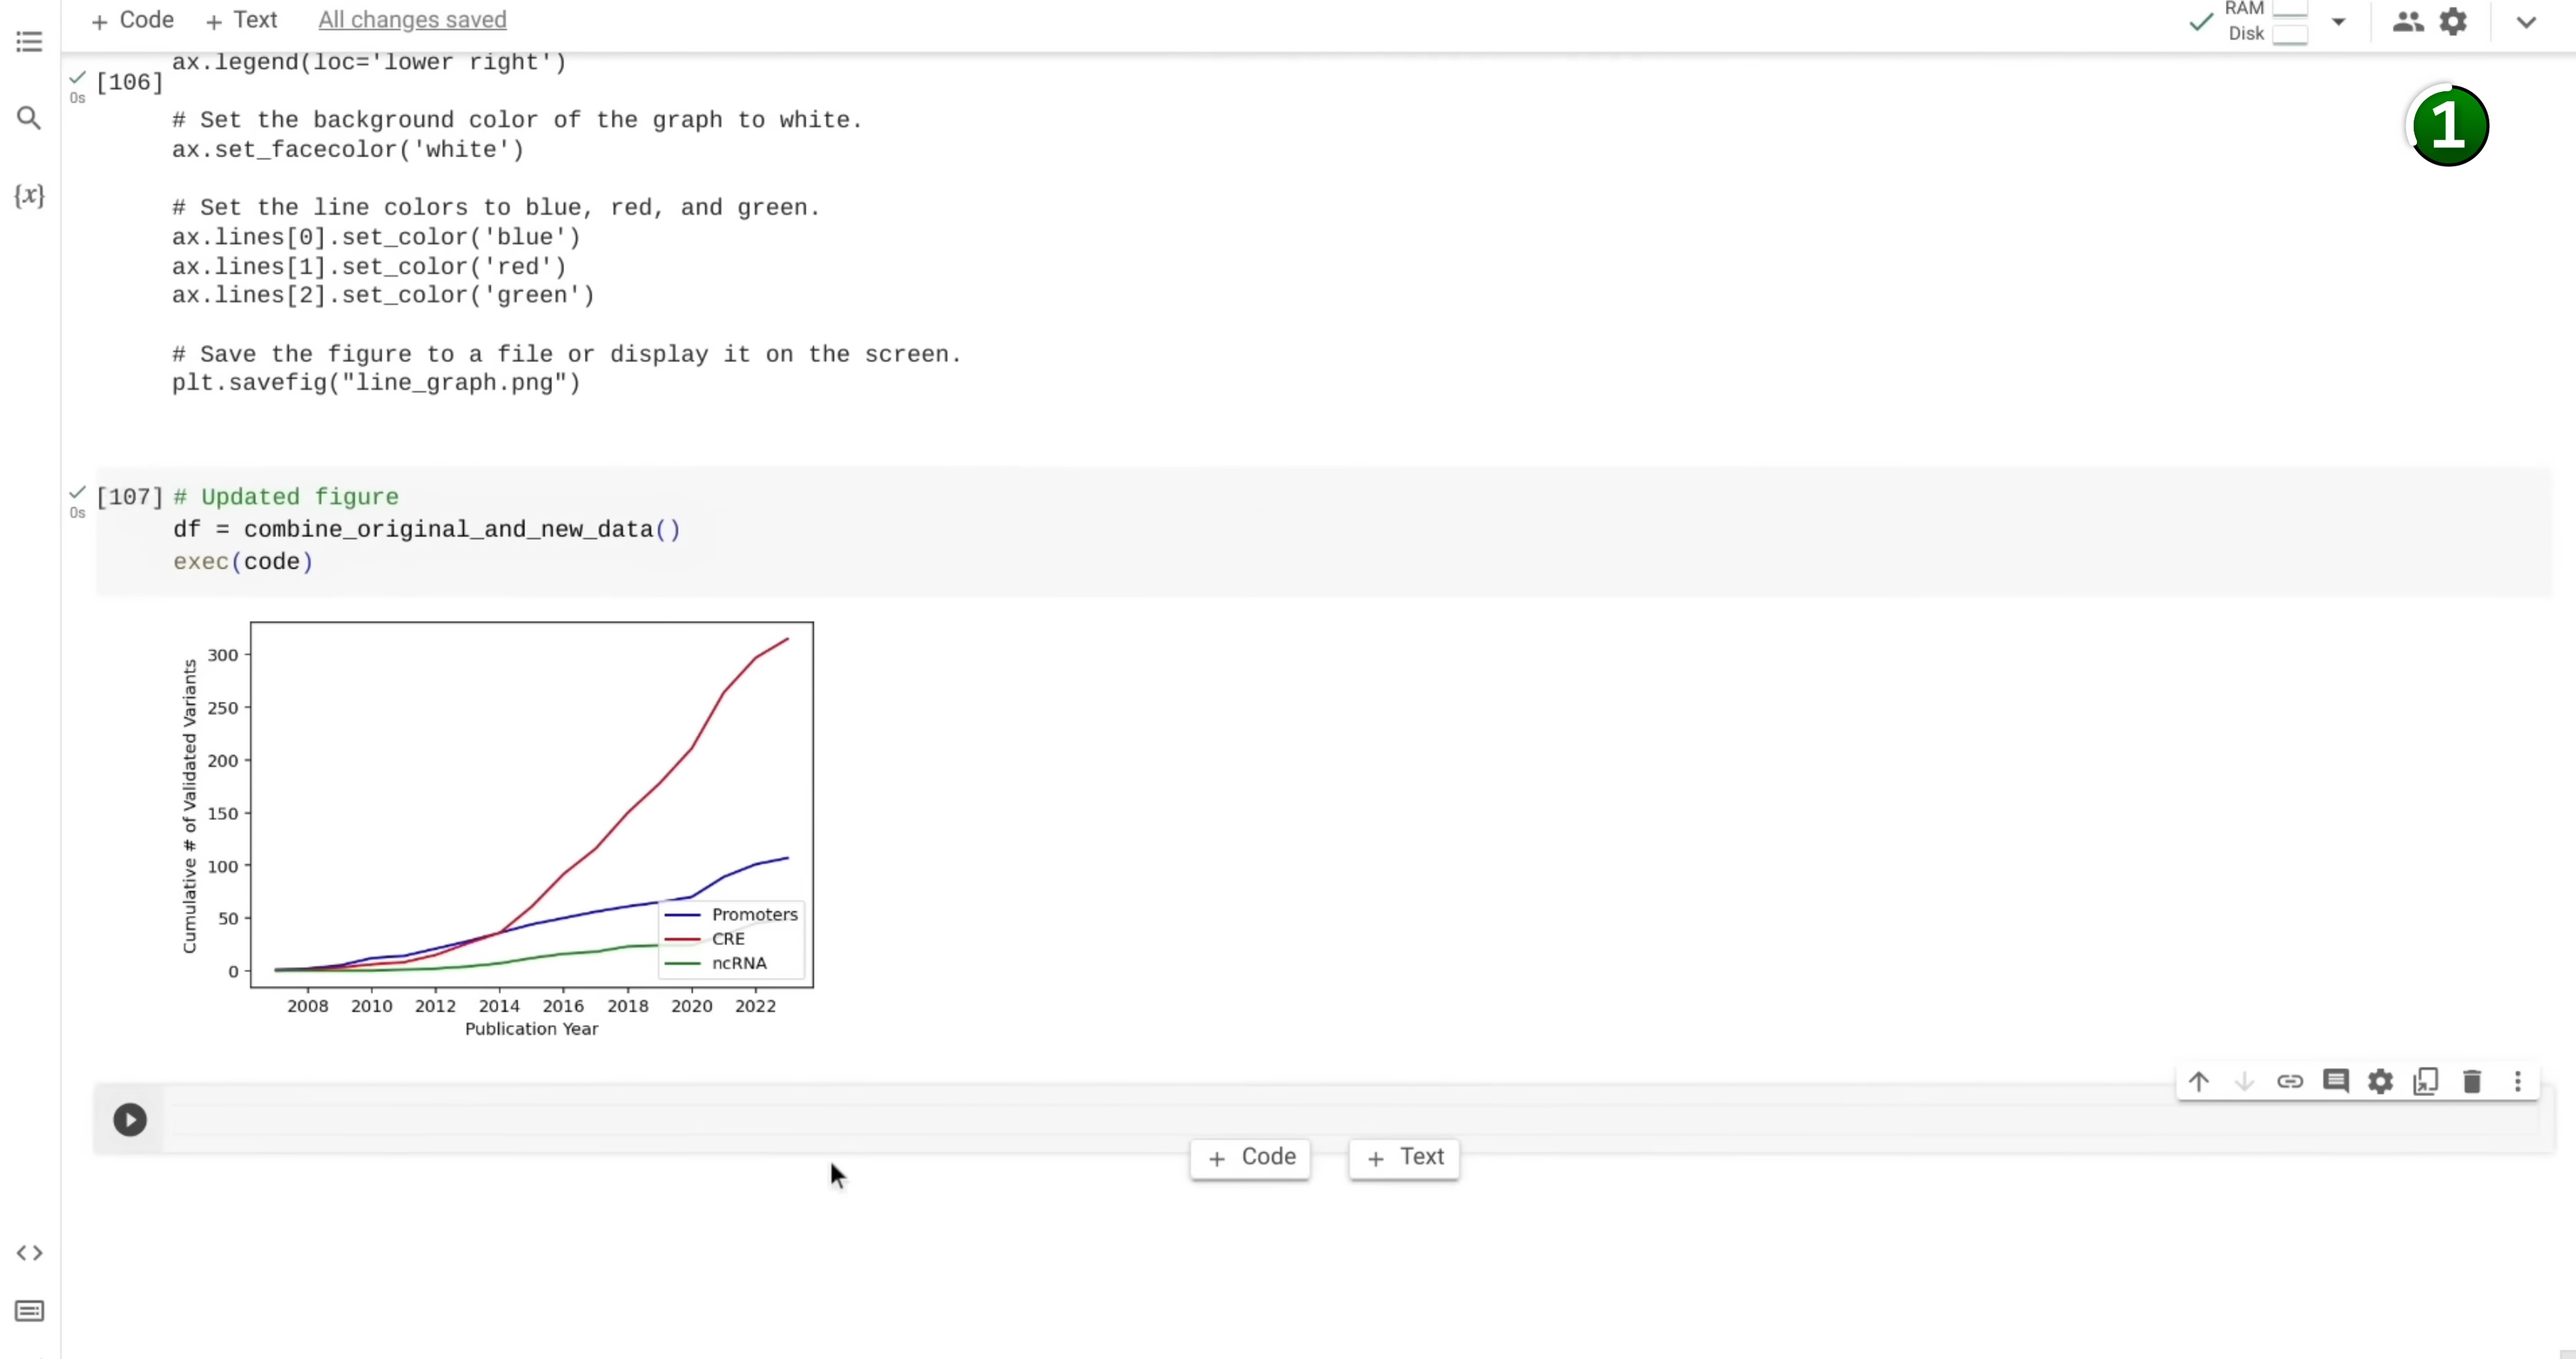 + Code + Text All changes saved
RAM
Disk
1
ax.legend(loc='lower right')
[106]
0s
# Set the background color of the graph to white.
ax.set_facecolor('white')
{x}
# Set the line colors to blue, red, and green.
ax.lines[0].set_color('blue')
ax.lines[1].set_color('red')
ax.lines[2].set_color('green')
# Save the figure to a file or display it on the screen.
plt.savefig("line_graph.png")
[107] # Updated figure
0s
df = combine_original_and_new_data()
exec(code)
Cumulative # of Validated Variants
300
250
200
150
100
50
0
Promoters
CRE
ncRNA
2008 2010 2012 2014 2016 2018 2020 2022
Publication Year
+ Code + Text